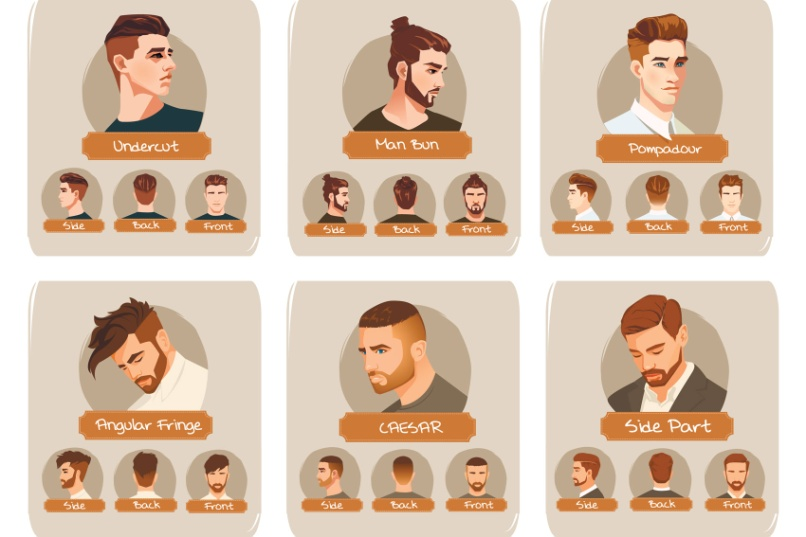 Undercut
Side Back Front
Man Bun
Side Back Front
Pompadour
Side Back Front
Angular Fringe
Side Back Front
CAESAR
Side Back Front
Side Part
Side Back Front